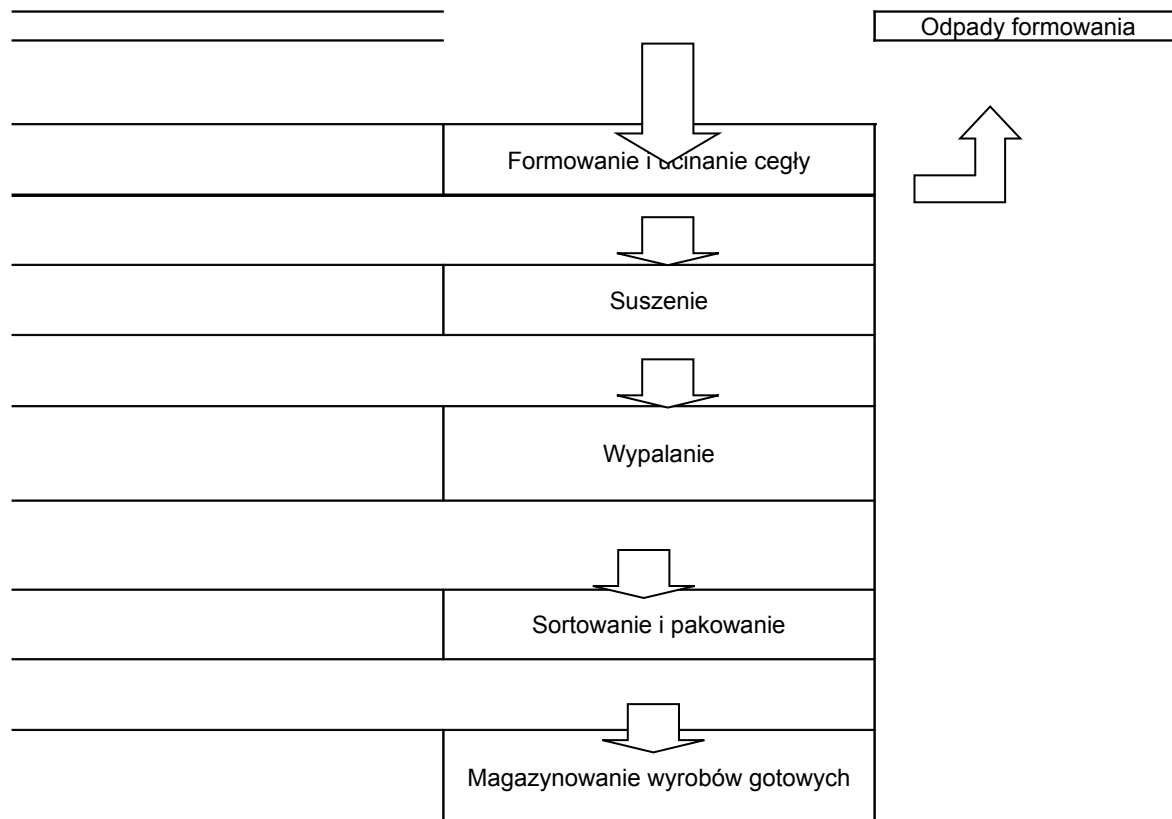 Odpady formowania
Formowanie i ucinanie cegły
Suszenie
Wypalanie
Sortowanie i pakowanie
Magazynowanie wyrobów gotowych